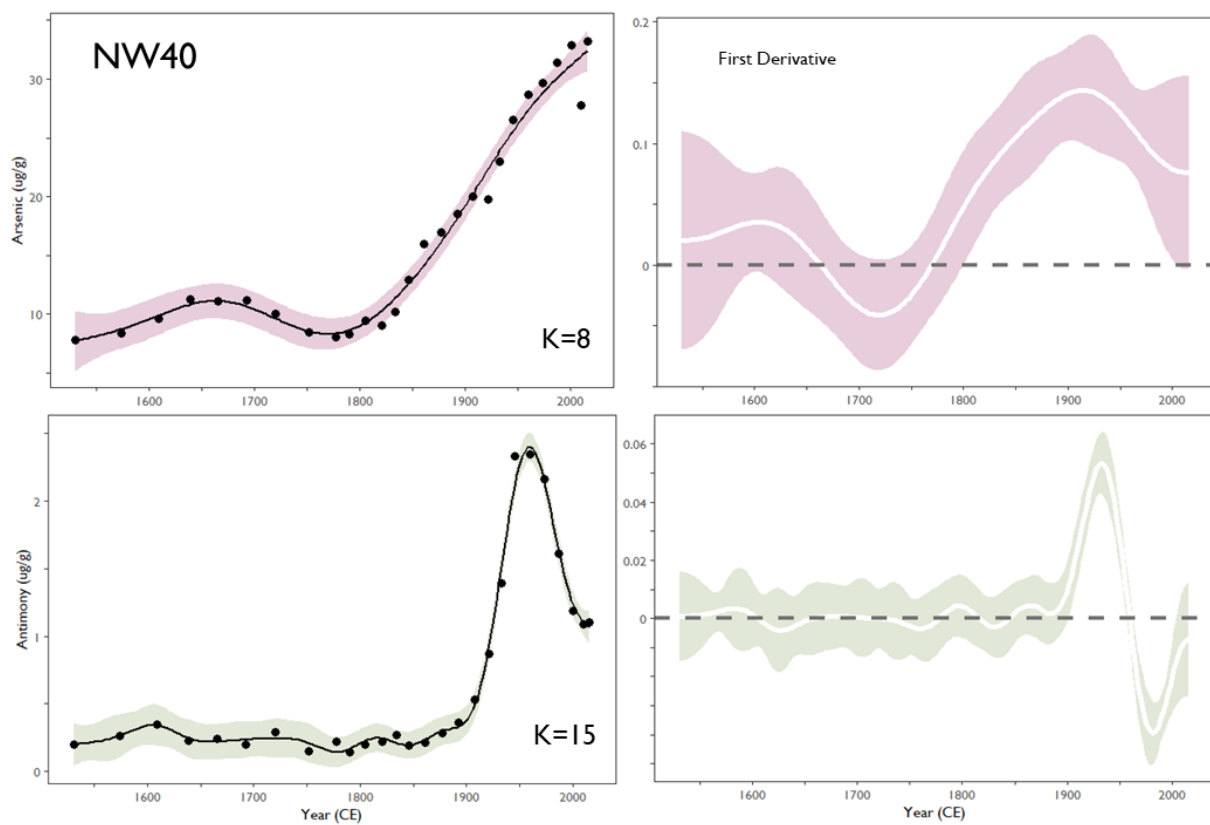 NW40
First Derivative
Arsenic (ug/g)
30
20
10
K=8
1600 1700 1800 1900 2000
0.2
0.1
0
1600 1700 1800 1900 2000
Antimony (ug/g)
2
1
0
K=15
1600 1700 1800 1900 2000
Year (CE)
0.06
0.04
0.02
0
1600 1700 1800 1900 2000
Year (CE)